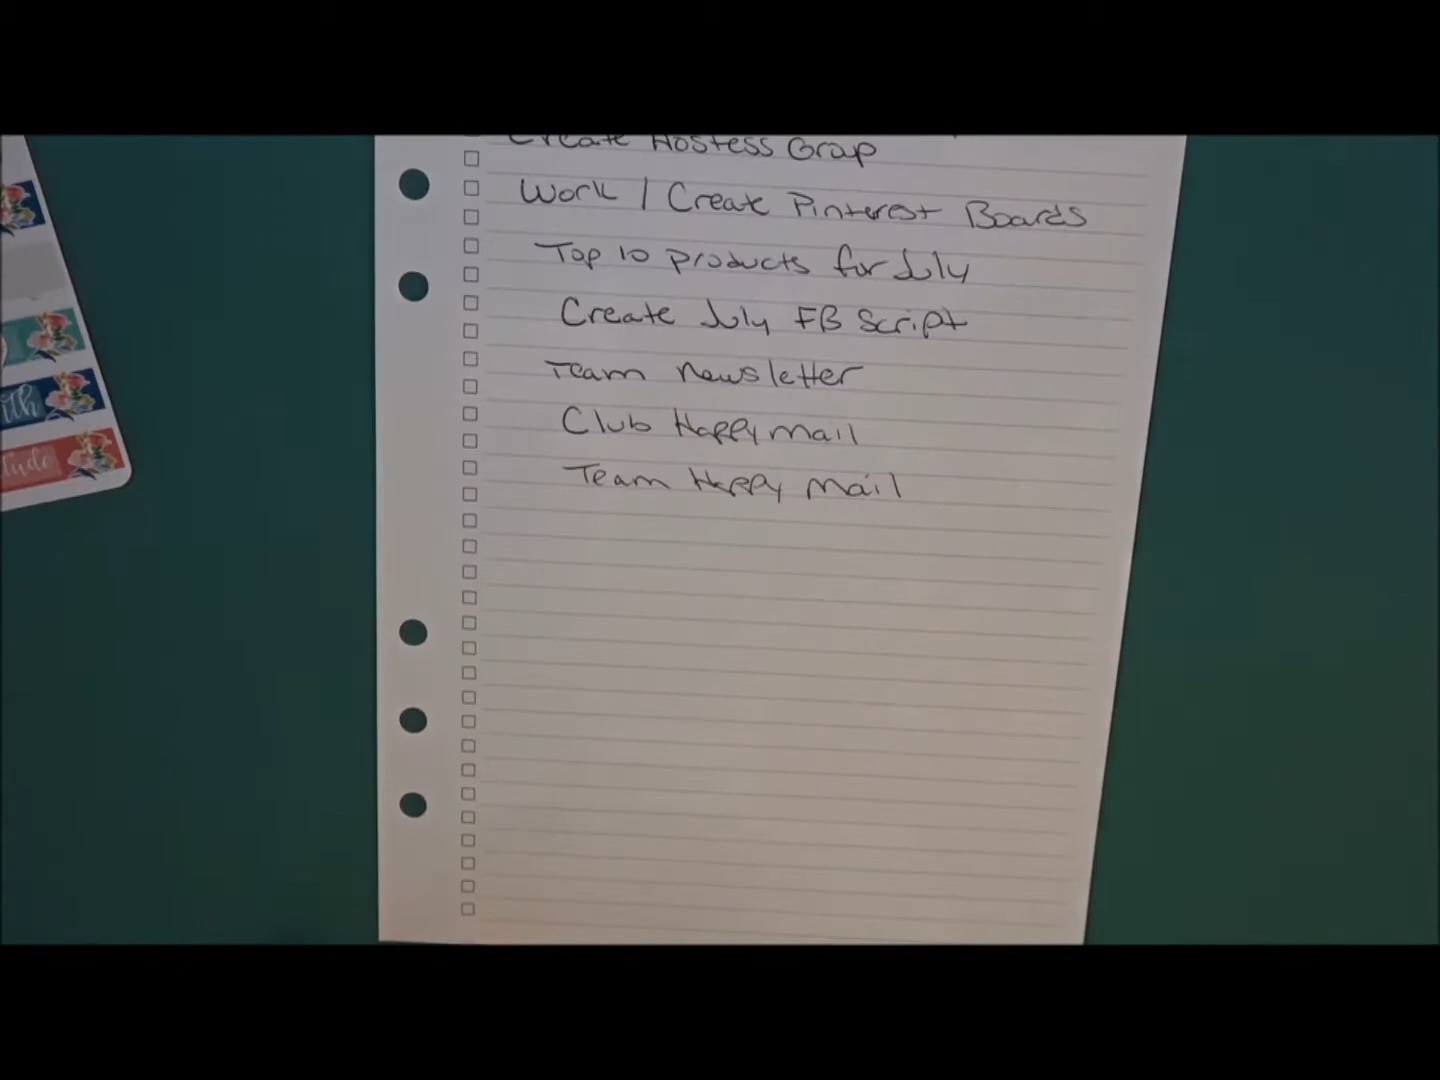 Create Hostess Group
Work / Create Pinterest Boards
Top 10 products for July
Create July FB Script
Team newsletter
Club Happy mail
Team Happy mail